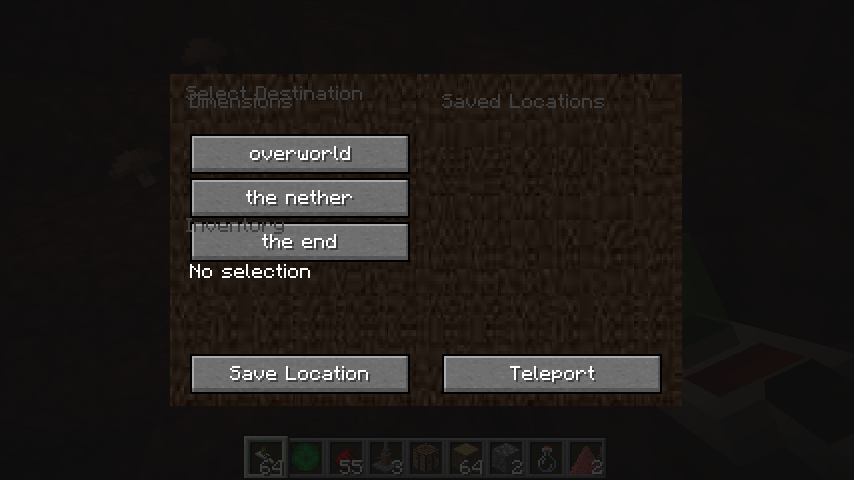 Select Destination
Dimensions
Saved Locations
overworld
the nether
Inventory
the end
No selection
Save Location
Teleport
64
55
3
64
2
2